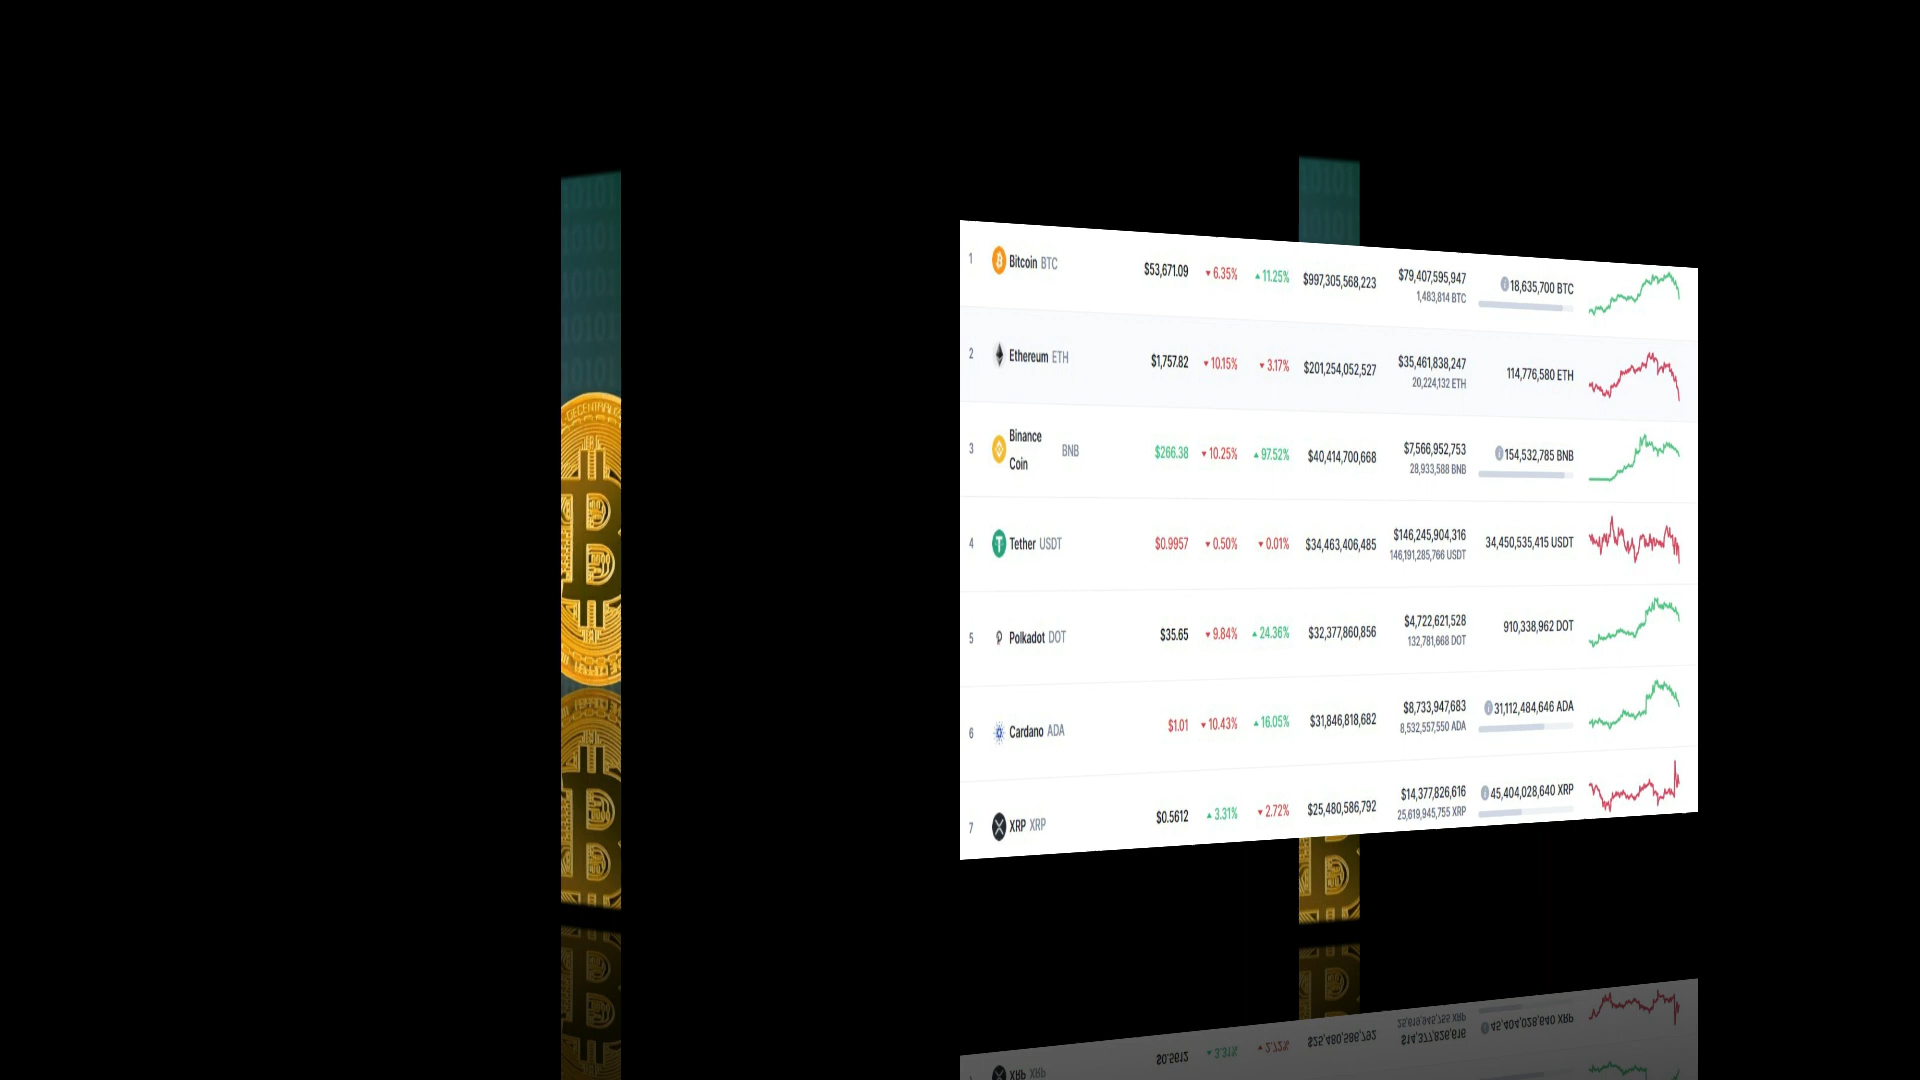 10101
10101
10101
10101
10101
DECENTRALIZ
10101
10101
1 Bitcoin BTC $53,671.09 ▾ 6.35% ▴ 11.25% $997,305,568,223 $79,407,595,947 18,635,700 BTC
1,483,814 BTC
2 Ethereum ETH $1,757.82 ▾ 10.15% ▾ 3.17% $201,254,052,527 $35,461,838,247 114,776,580 ETH
20,224,132 ETH
3 Binance Coin BNB $266.38 ▾ 10.25% ▴ 97.52% $40,414,700,668 $7,566,952,753 154,532,785 BNB
28,933,588 BNB
4 Tether USDT $0.9957 ▾ 0.50% ▾ 0.01% $34,463,406,485 $146,245,904,316 34,450,535,415 USDT
146,191,285,766 USDT
5 Polkadot DOT $35.65 ▾ 9.84% ▴ 24.36% $32,377,860,856 $4,722,621,528 910,338,962 DOT
132,781,668 DOT
6 Cardano ADA $1.01 ▾ 10.43% ▴ 16.05% $31,846,818,682 $8,733,947,683 31,112,484,646 ADA
8,532,557,550 ADA
7 XRP XRP $0.5612 ▴ 3.31% ▾ 2.72% $25,480,586,792 $14,377,826,616 45,404,028,640 XRP
25,619,945,755 XRP